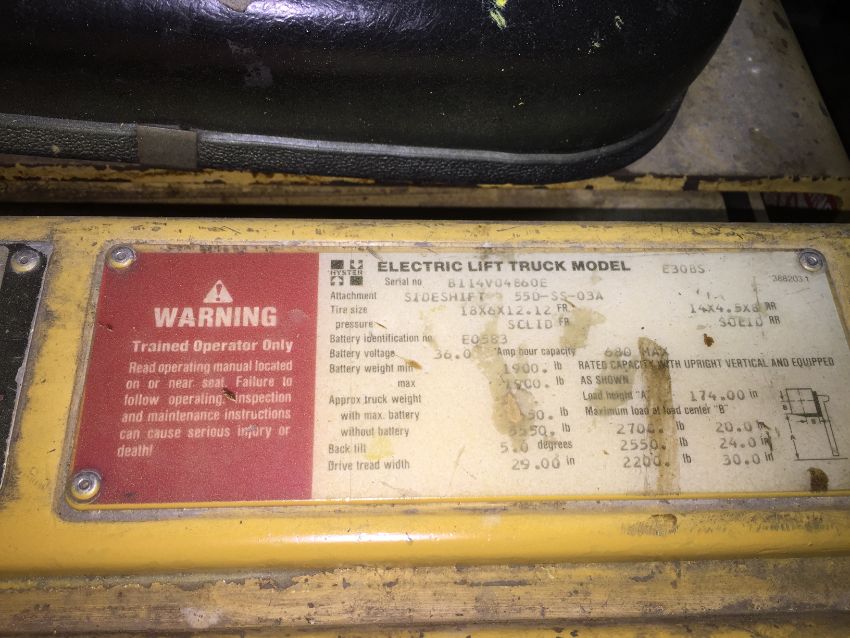 WARNING
Trained Operator Only
Read operating manual located
on or near seat. Failure to
follow operating, inspection
and maintenance instructions
can cause serious injury or
death!
HYSTER
ELECTRIC LIFT TRUCK MODEL E30BS
Serial no B114V04860E 388203 1
Attachment SIDESHIFT 55D-SS-03A
Tire size 18X6X12.12 FR. 14X4.5X8 RR
pressure SOLID FR SOLID RR
Battery identification no E0583
Battery voltage 36.0 Amp hour capacity 680 MAX
Battery weight min 1900. lb RATED CAPACITY WITH UPRIGHT VERTICAL AND EQUIPPED
max 1900. lb AS SHOWN
Approx truck weight Load height "A" 174.00 in
with max. battery lb Maximum load at load center "B"
without battery lb 2700. lb 20.0 in
Back tilt 5.0 degrees 2550. lb 24.0 in
Drive tread width 29.00 in 2200. lb 30.0 in